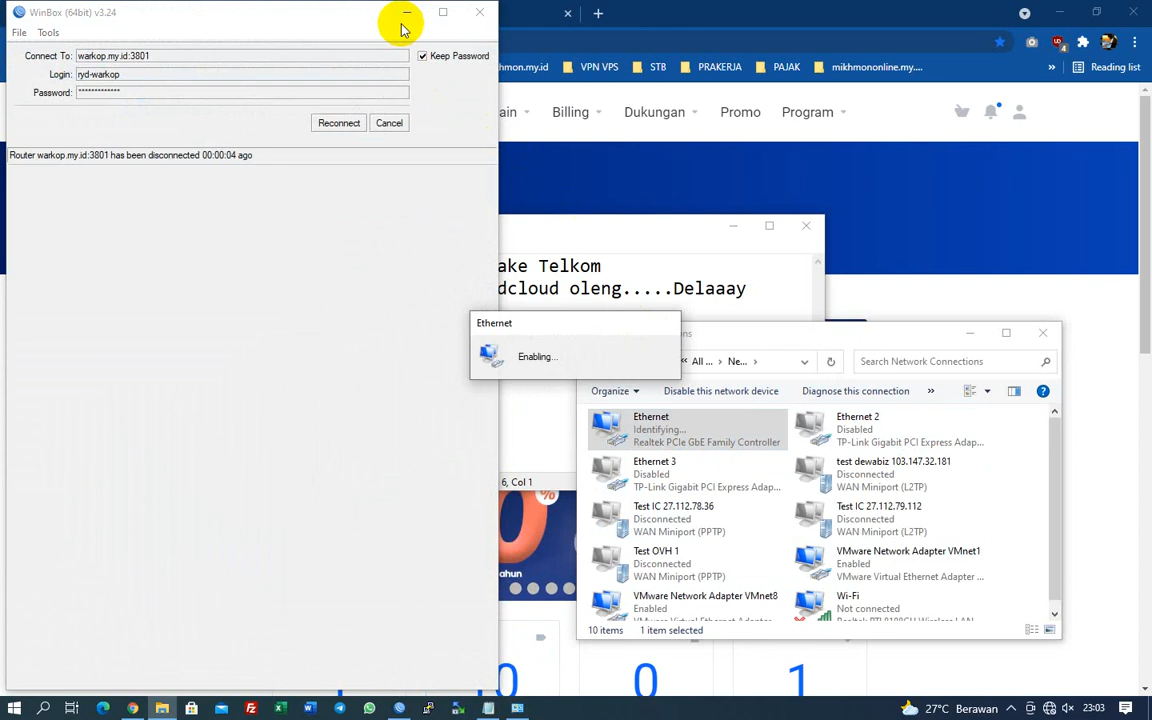 WinBox (64bit) v3.24
File Tools
Connect To: warkop.my.id:3801
Keep Password
Login: ryd-warkop
Password: *************
Reconnect Cancel
Router warkop.my.id:3801 has been disconnected 00:00:04 ago
hmon.my.id VPN VPS STB PRAKERJA PAJAK mikhmononline.my.... » Reading list
4
ain Billing Dukungan Promo Program
ake Telkom
dcloud oleng.....Delaaay
6, Col 1
Ethernet
Enabling...
ons
« All ... › Ne... ›
Search Network Connections
Organize Disable this network device Diagnose this connection »
Ethernet
Identifying...
Realtek PCIe GbE Family Controller
Ethernet 2
Disabled
TP-Link Gigabit PCI Express Adap...
Ethernet 3
Disabled
TP-Link Gigabit PCI Express Adap...
test dewabiz 103.147.32.181
Disconnected
WAN Miniport (L2TP)
Test IC 27.112.78.36
Disconnected
WAN Miniport (PPTP)
Test IC 27.112.79.112
Disconnected
WAN Miniport (L2TP)
Test OVH 1
Disconnected
WAN Miniport (PPTP)
VMware Network Adapter VMnet1
Enabled
VMware Virtual Ethernet Adapter ...
VMware Network Adapter VMnet8
Enabled
Wi-Fi
Not connected
10 items 1 item selected
%
ahun
0
0
1
27°C Berawan
23:03